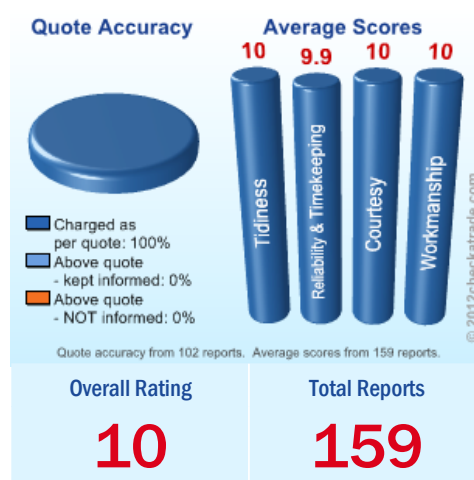 Quote Accuracy
Average Scores
10
9.9
10
10
Tidiness
Reliability & Timekeeping
Courtesy
Workmanship
Charged as
per quote: 100%
Above quote
- kept informed: 0%
Above quote
- NOT informed: 0%
© 2012checkatrade.com
Quote accuracy from 102 reports. Average scores from 159 reports.
Overall Rating
Total Reports
10
159